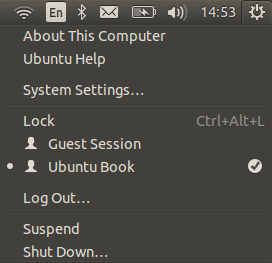 En 14:53
About This Computer
Ubuntu Help
System Settings…
Lock Ctrl+Alt+L
Guest Session
Ubuntu Book
Log Out…
Suspend
Shut Down…